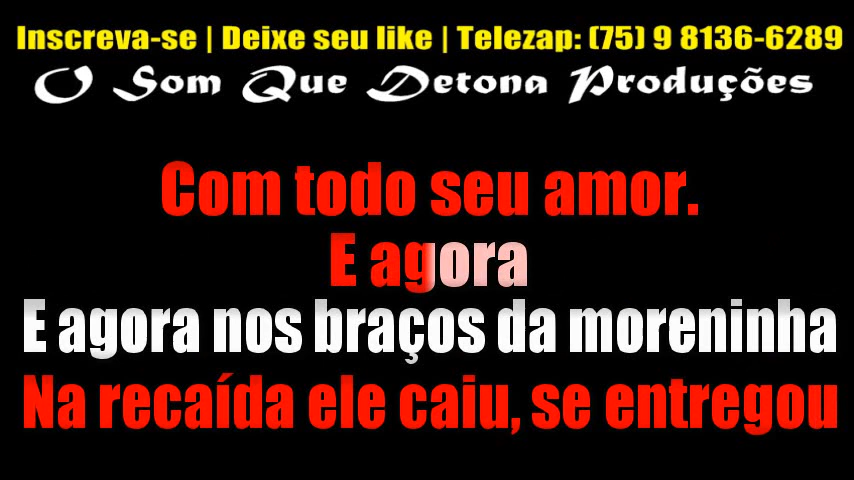 Inscreva-se | Deixe seu like | Telezap: (75) 9 8136-6289
O Som Que Detona Produções
Com todo seu amor.
E agora
E agora nos braços da moreninha
Na recaída ele caiu, se entregou